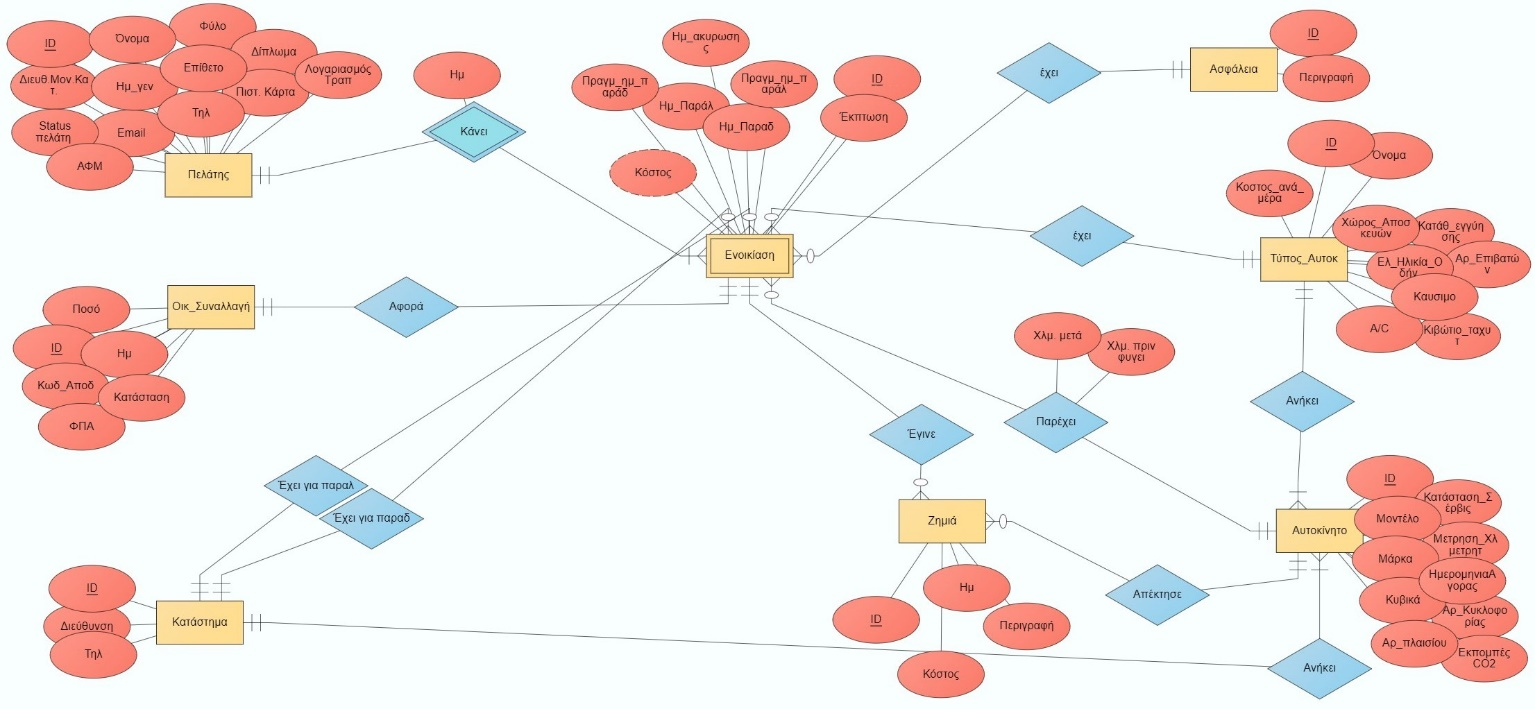 ID
Όνομα
Φύλο
Δίπλωμα
Διευθ Μον Κα
τ.
Ημ_γεν
Επίθετο
Πιστ. Κάρτα
Λογαριασμός
Τραπ
Status
πελάτη
Email
Τηλ
ΑΦΜ
Πελάτης
Ημ
Κάνει
Ημ_ακυρωση
ς
Πραγμ_ημ_π
αράδ
Ημ_Παράλ
Πραγμ_ημ_π
αράλ
Ημ_Παραδ
ID
Έκπτωση
Κόστος
Ενοικίαση
έχει
Ασφάλεια
ID
Περιγραφή
έχει
ID
Όνομα
Κοστος_ανά_
μέρα
Τύπος_Αυτοκ
Χώρος_Αποσ
κευών
Κατάθ_εγγύη
σης
Ελ_Ηλικία_Ο
δήν
Αρ_Επιβατώ
ν
Καυσιμο
A/C
Κιβώτιο_ταχυ
τ
Οικ_Συναλλαγή
Αφορά
Ποσό
ID
Ημ
Κωδ_Αποδ
Κατάσταση
ΦΠΑ
Χλμ. μετά
Χλμ. πριν
φυγει
Παρέχει
Έγινε
Ανήκει
Έχει για παραλ
Έχει για παραδ
Ζημιά
ID
Ημ
Περιγραφή
Κόστος
Απέκτησε
Αυτοκίνητο
ID
Κατάσταση_Σ
έρβις
Μοντέλο
Μετρηση_Χλ
μετρητ
Μάρκα
ΗμερομηνιαΑ
γορας
Κυβικά
Αρ_Κυκλοφο
ρίας
Αρ_πλαισίου
Εκπομπές
CO2
Ανήκει
ID
Διεύθυνση
Τηλ
Κατάστημα